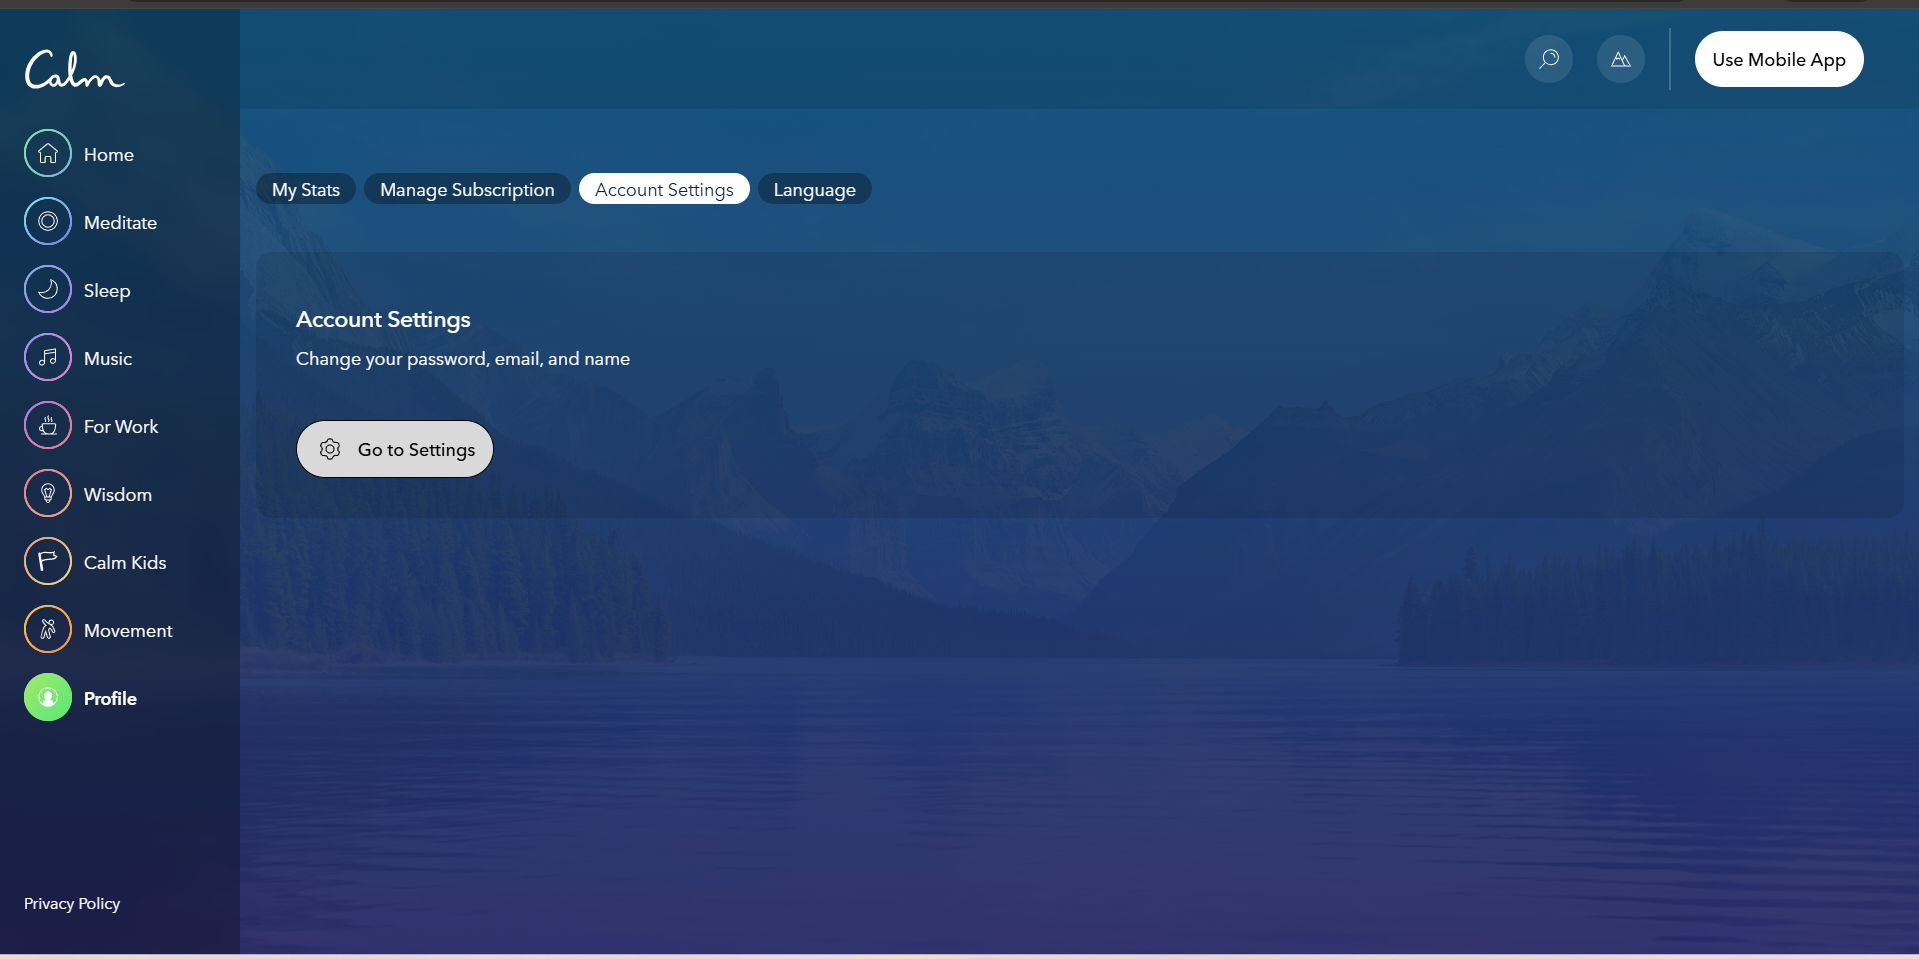 Calm
Use Mobile App
Home
Meditate
Sleep
Music
For Work
Wisdom
Calm Kids
Movement
Profile
Privacy Policy
My Stats
Manage Subscription
Account Settings
Language
Account Settings
Change your password, email, and name
Go to Settings